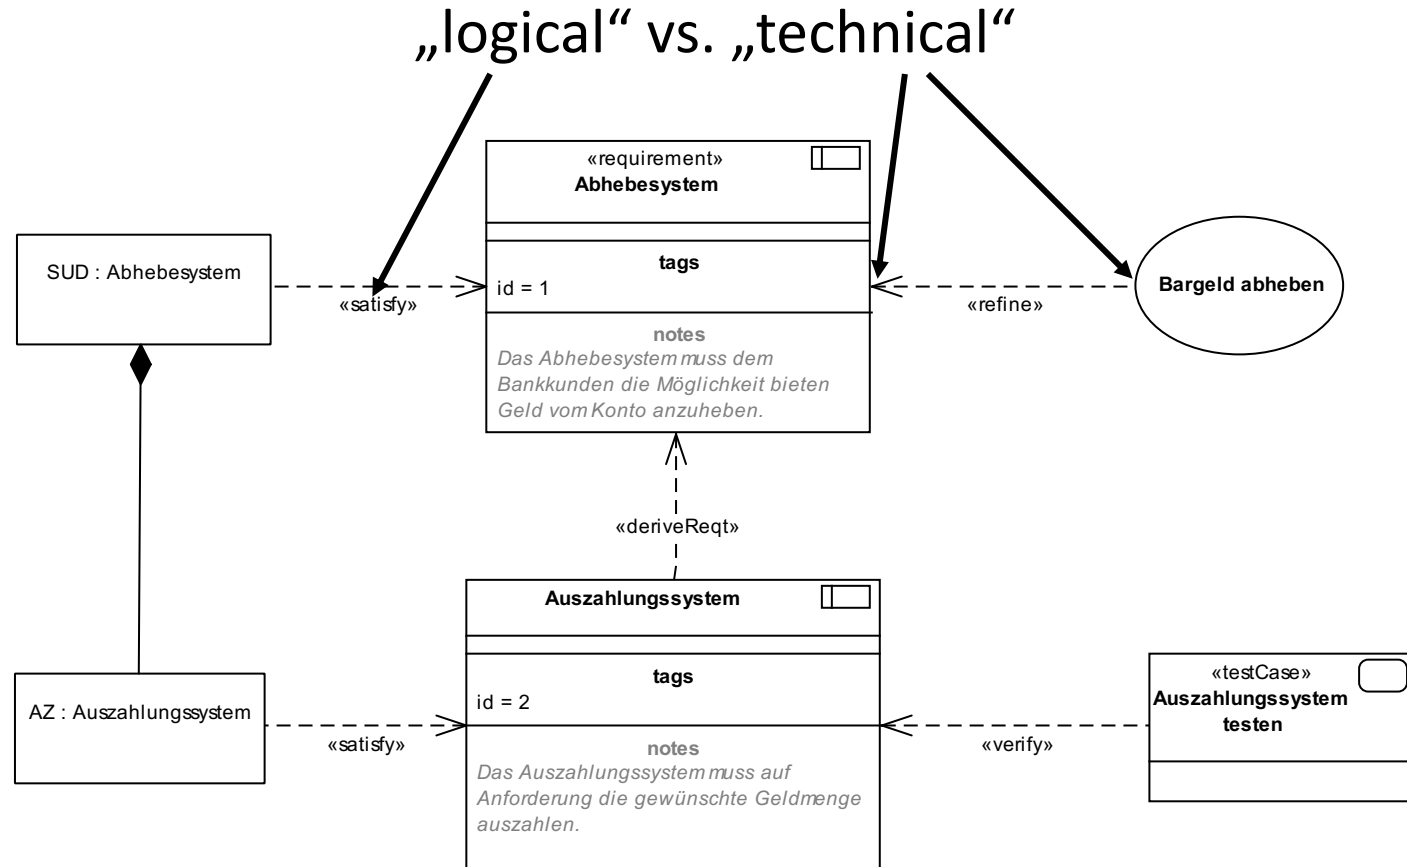 „logical“ vs. „technical“
«requirement»
Abhebesystem
tags
id = 1
notes
Das Abhebesystem muss dem
Bankkunden die Möglichkeit bieten
Geld vom Konto anzuheben.
SUD : Abhebesystem
«satisfy»
«refine»
Bargeld abheben
«deriveReqt»
Auszahlungssystem
tags
id = 2
notes
Das Auszahlungssystem muss auf
Anforderung die gewünschte Geldmenge
auszahlen.
AZ : Auszahlungssystem
«satisfy»
«verify»
«testCase»
Auszahlungssystem
testen